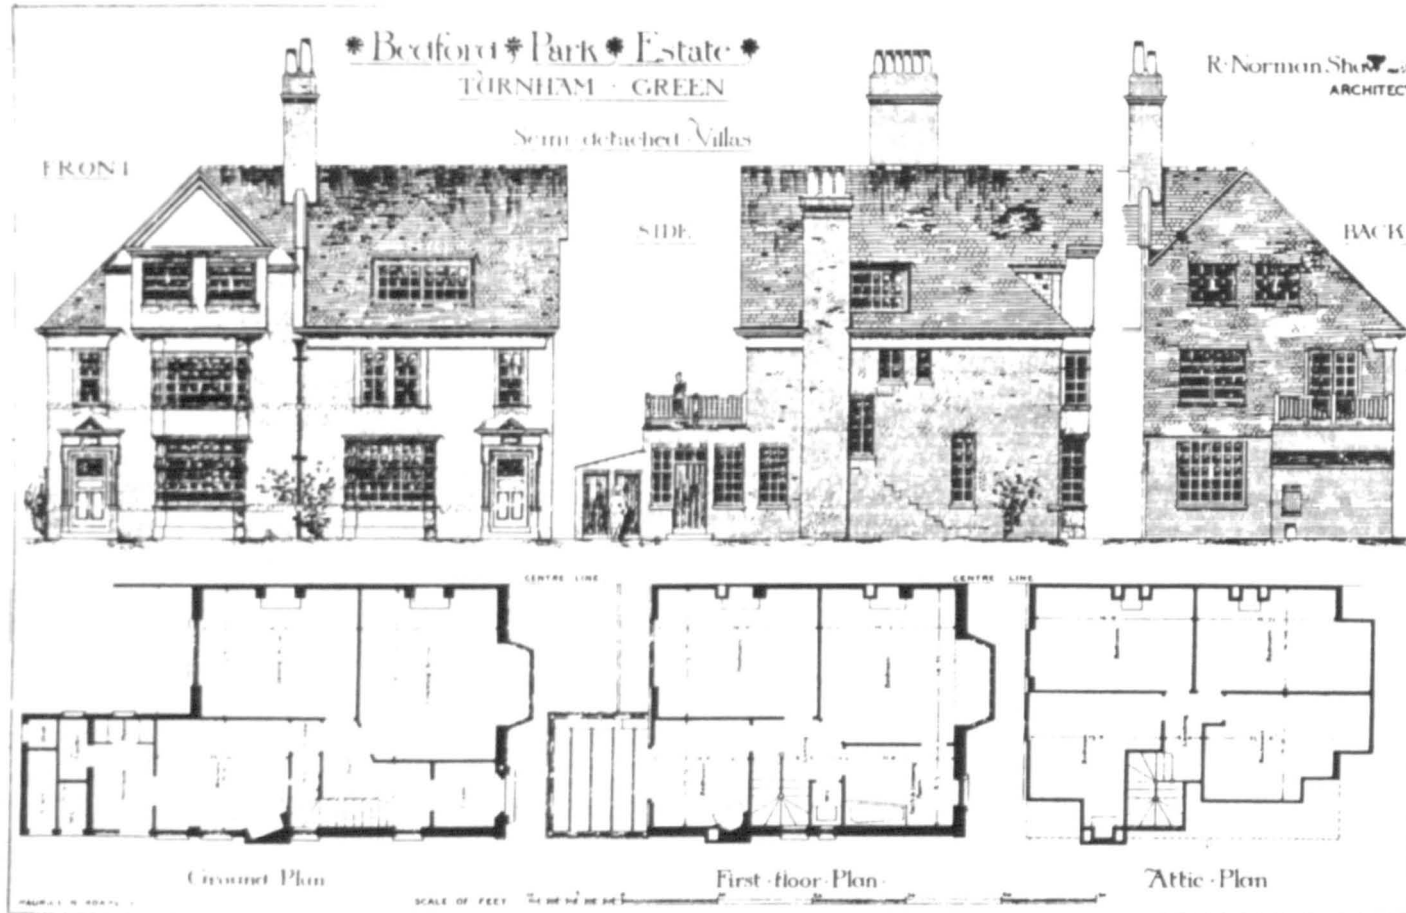 Bedford Park Estate
TURNHAM · GREEN
R · Norman Shaw
ARCHITECT
Semi detached · Villas
FRONT
SIDE
BACK
CENTRE LINE
CENTRE LINE
Ground Plan
First · floor · Plan ·
Attic · Plan
SCALE OF FEET